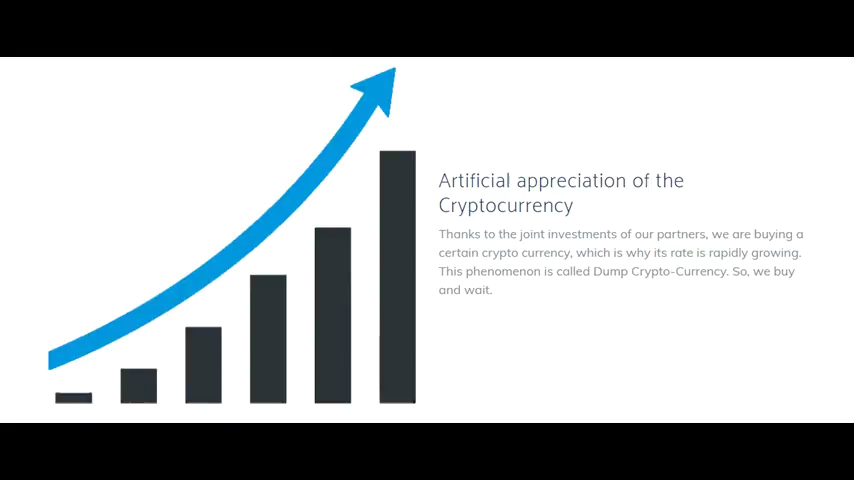 Artificial appreciation of the
Cryptocurrency
Thanks to the joint investments of our partners, we are buying a
certain crypto currency, which is why its rate is rapidly growing.
This phenomenon is called Dump Crypto-Currency. So, we buy
and wait.